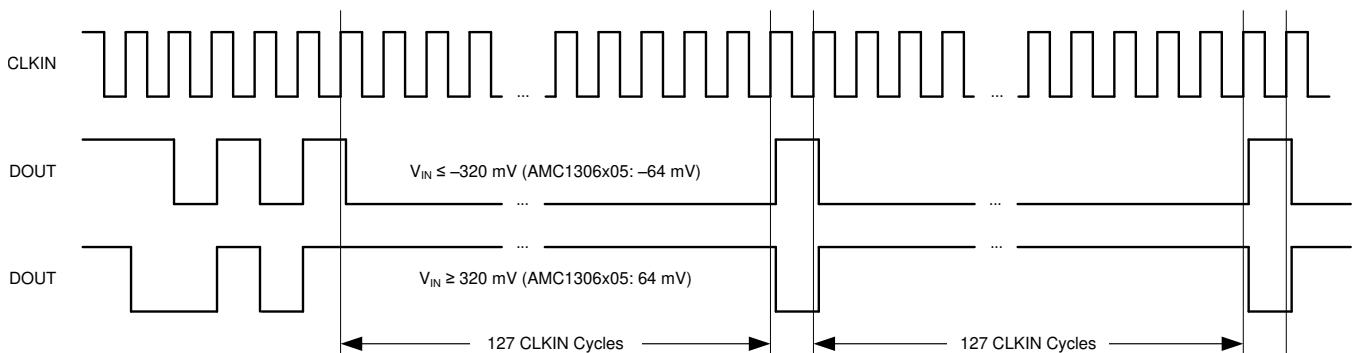 CLKIN
...
...
DOUT
V_IN ≤ –320 mV (AMC1306x05: –64 mV)
...
...
DOUT
...
...
V_IN ≥ 320 mV (AMC1306x05: 64 mV)
127 CLKIN Cycles
127 CLKIN Cycles